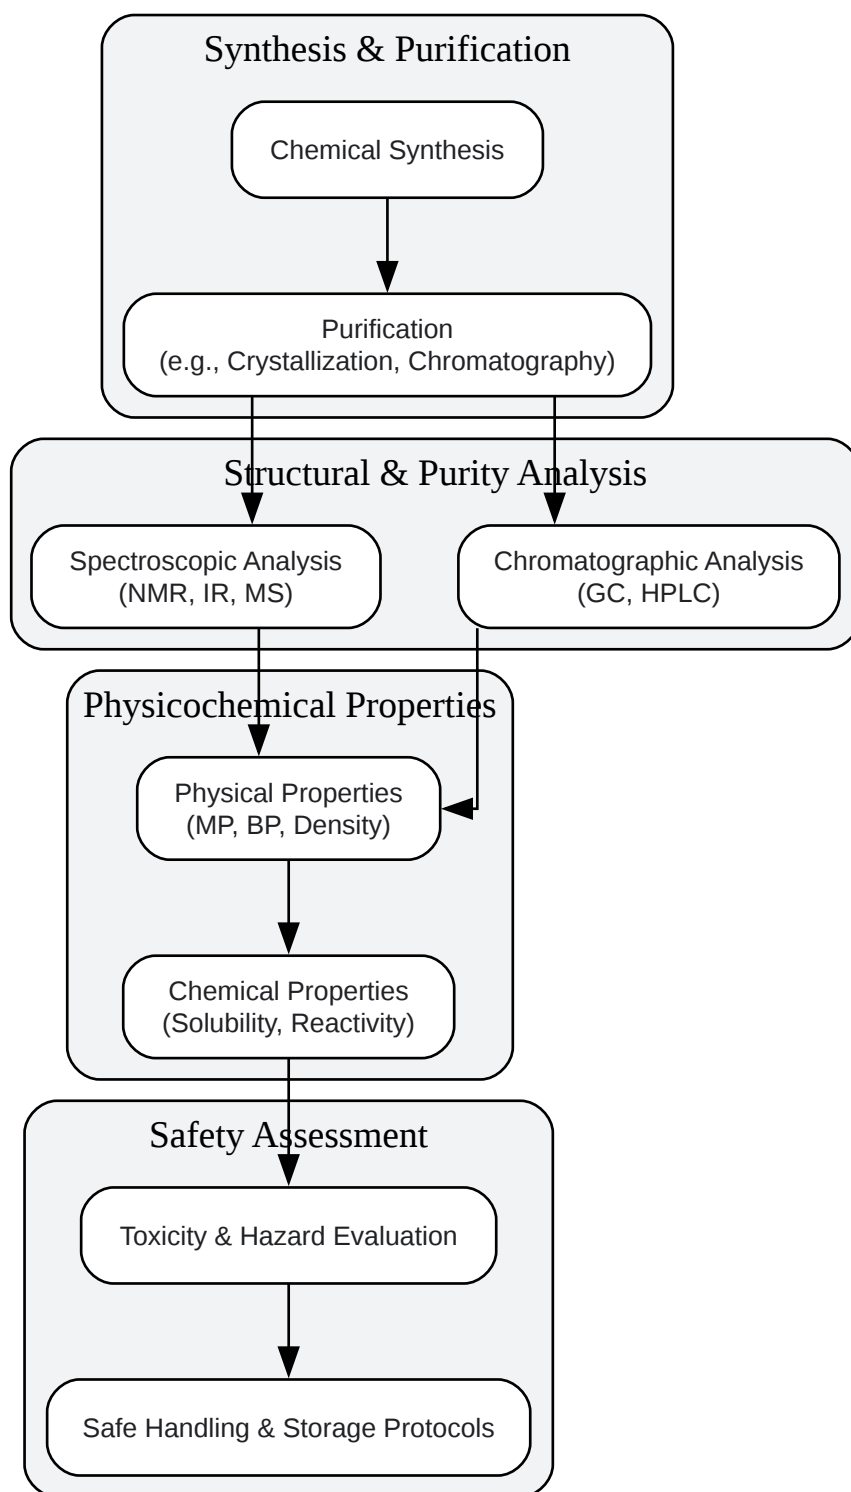 Synthesis & Purification
Chemical Synthesis
Purification
(e.g., Crystallization, Chromatography)
Structural & Purity Analysis
Spectroscopic Analysis
(NMR, IR, MS)
Chromatographic Analysis
(GC, HPLC)
Physicochemical Properties
Physical Properties
(MP, BP, Density)
Chemical Properties
(Solubility, Reactivity)
Safety Assessment
Toxicity & Hazard Evaluation
Safe Handling & Storage Protocols